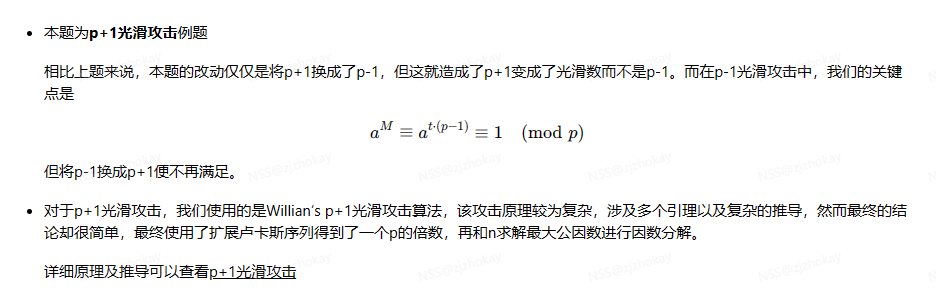 本题为p+1光滑攻击例题
相比上题来说，本题的改动仅仅是将p+1换成了p-1，但这就造成了p+1变成了光滑数而不是p-1。而在p-1光滑攻击中，我们的关键
点是
a^M ≡ a^{t·(p−1)} ≡ 1 (mod p)
但将p-1换成p+1便不再满足。
对于p+1光滑攻击，我们使用的是Willian's p+1光滑攻击算法，该攻击原理较为复杂，涉及多个引理以及复杂的推导，然而最终的结
论却很简单，最终使用了扩展卢卡斯序列得到了一个p的倍数，再和n求解最大公因数进行因数分解。
详细原理及推导可以查看p+1光滑攻击
NSS@zjzhokay